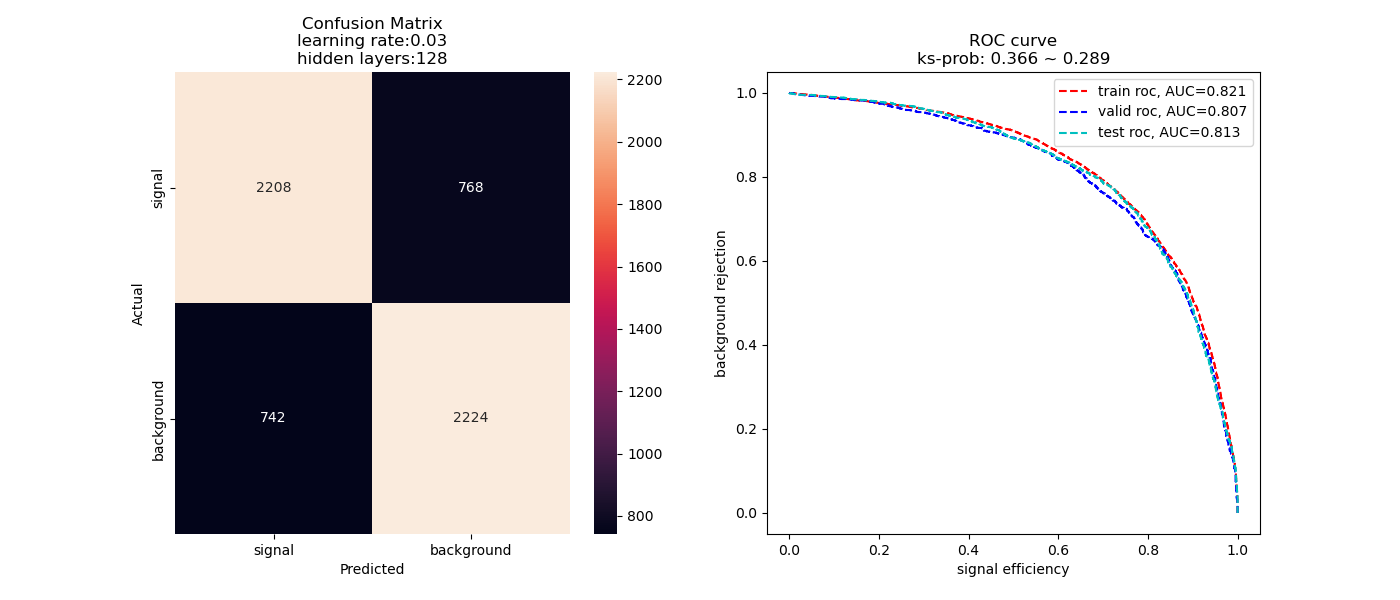 Confusion Matrix
learning rate:0.03
hidden layers:128
signal
background
Actual
2208
768
742
2224
signal
background
Predicted
2200
2000
1800
1600
1400
1200
1000
800
ROC curve
ks-prob: 0.366 ~ 0.289
train roc, AUC=0.821
valid roc, AUC=0.807
test roc, AUC=0.813
background rejection
1.0
0.8
0.6
0.4
0.2
0.0
0.0
0.2
0.4
0.6
0.8
1.0
signal efficiency